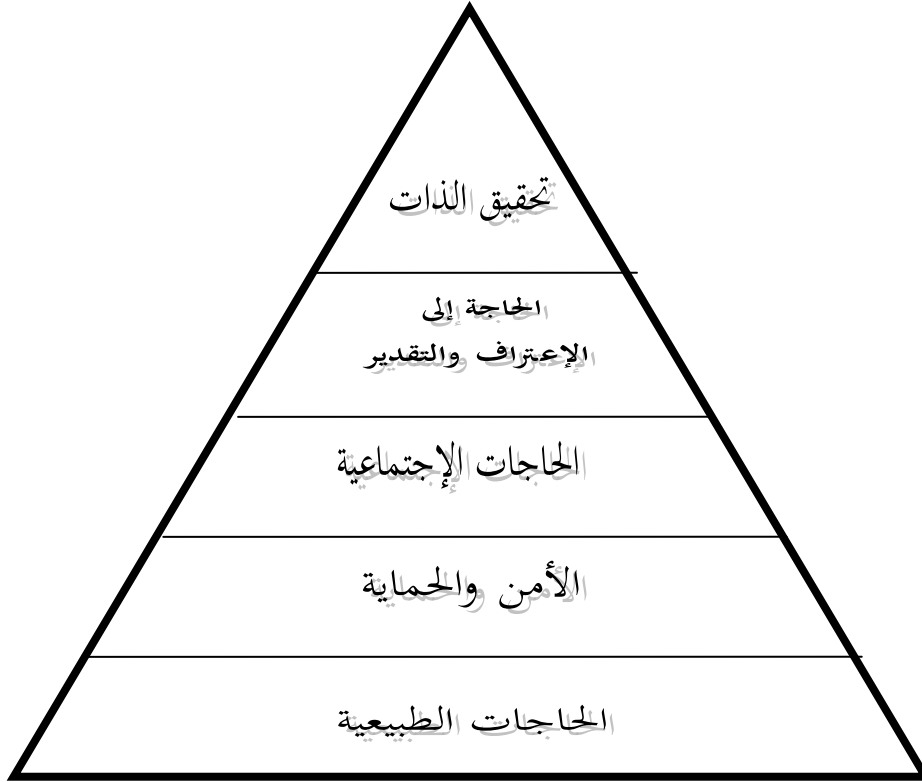 تحقيق الذات
الحاجة إلى
الإعتراف والتقدير
الحاجات الإجتماعية
الأمن والحماية
الحاجات الطبيعية